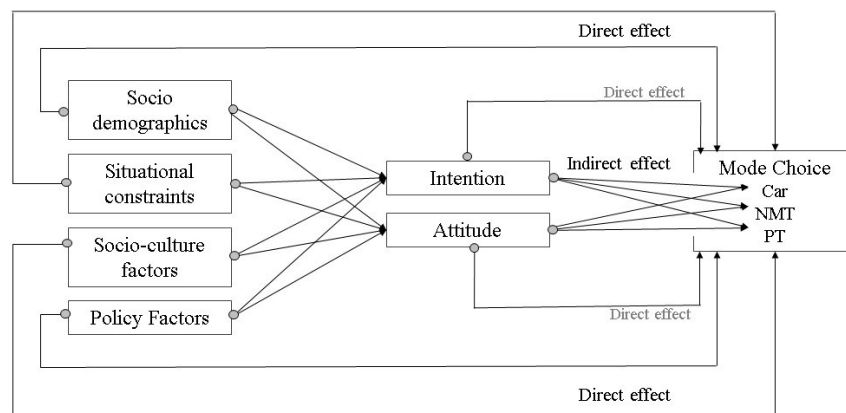 Direct effect
Socio
demographics
Direct effect
Situational
constraints
Intention
Indirect effect
Mode Choice
Car
NMT
PT
Socio-culture
factors
Attitude
Policy Factors
Direct effect
Direct effect